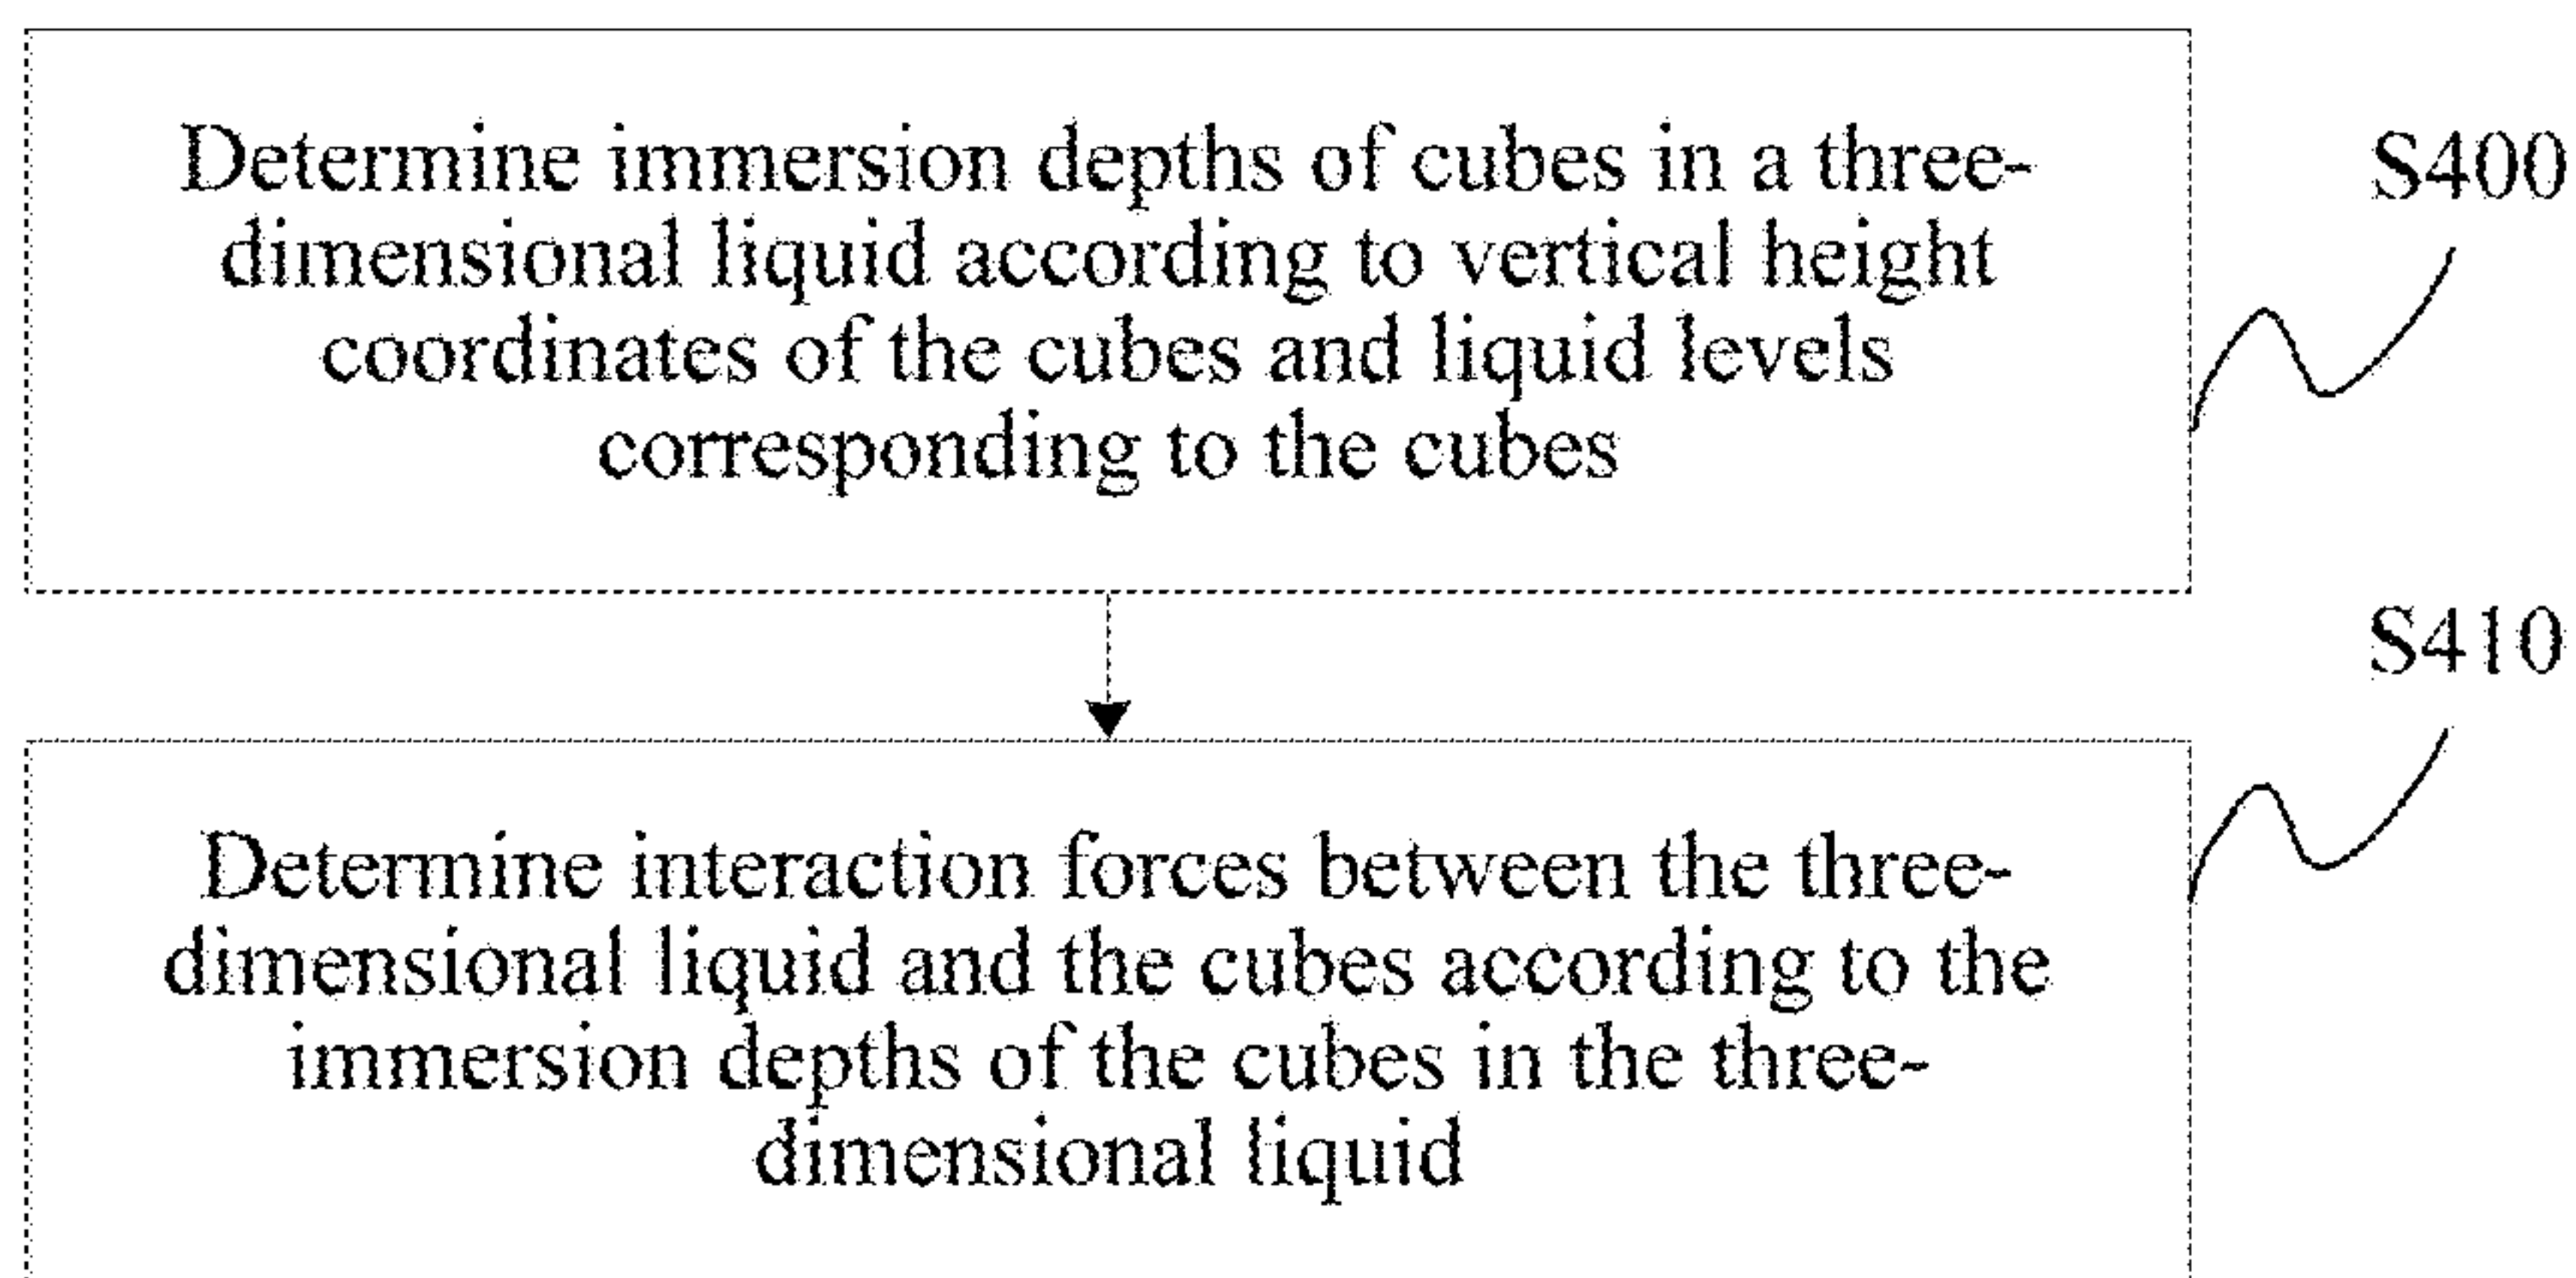 Determine immersion depths of cubes in a three-
dimensional liquid according to vertical height
coordinates of the cubes and liquid levels
corresponding to the cubes
S400
S410
Determine interaction forces between the three-
dimensional liquid and the cubes according to the
immersion depths of the cubes in the three-
dimensional liquid